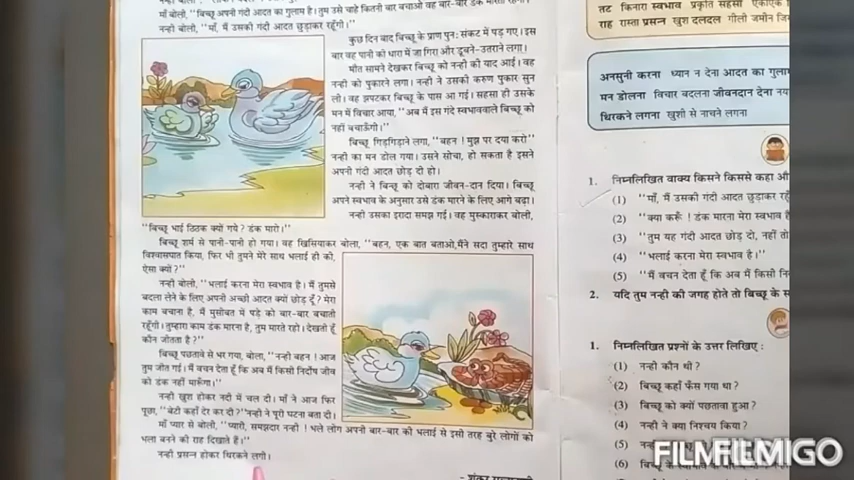 माँ बोली, "बिच्छू अपनी गंदी आदत का गुलाम है। तुम उसे चाहे कितनी बार बचाओ वह बार-बार डंक मारता रहेगा।"
नन्ही बोली, "माँ, मैं उसकी गंदी आदत छुड़ाकर रहूँगी।"
कुछ दिन बाद बिच्छू के प्राण पुनः संकट में पड़ गए। इस
बार वह पानी की धारा में जा गिरा और डूबने-उतराने लगा।
मौत सामने देखकर बिच्छू को नन्ही की याद आई। वह
नन्ही को पुकारने लगा। नन्ही ने उसकी करुण पुकार सुन
ली। वह झपटकर बिच्छू के पास आ गई। सहसा ही उसके
मन में विचार आया, "अब मैं इस गंदे स्वभाववाले बिच्छू को
नहीं बचाऊँगी।"
बिच्छू गिड़गिड़ाने लगा, "बहन ! मुझ पर दया करो"
नन्ही का मन डोल गया। उसने सोचा, हो सकता है इसने
अपनी गंदी आदत छोड़ दी हो।
नन्ही ने बिच्छू को दोबारा जीवन-दान दिया। बिच्छू
अपने स्वभाव के अनुसार उसे डंक मारने के लिए आगे बढ़ा।
नन्ही उसका इरादा समझ गई। वह मुस्काराकर बोली,
"बिच्छू भाई ठिठक क्यों गये ? डंक मारो।"
बिच्छू शर्म से पानी-पानी हो गया। वह खिसियाकर बोला, "बहन, एक बात बताओ,मैंने सदा तुम्हारे साथ
विश्वासघात किया, फिर भी तुमने मेरे साथ भलाई ही की,
ऐसा क्यों ?"
नन्ही बोली, "भलाई करना मेरा स्वभाव है। मैं तुमसे
बदला लेने के लिए अपनी अच्छी आदत क्यों छोड़ दूँ ? मेरा
काम बचाना है, मैं मुसीबत में पड़े को बार-बार बचाती
रहूँगी। तुम्हारा काम डंक मारना है, तुम मारते रहो। देखती हूँ
कौन जीतता है ?"
बिच्छू पछतावे से भर गया, बोला, "नन्ही बहन ! आज
तुम जीत गई। मैं वचन देता हूँ कि अब मैं किसी निर्दोष जीव
को डंक नहीं मारूँगा।"
नन्ही खुश होकर नदी में चल दी। माँ ने आज फिर
पूछा, "बेटी कहाँ देर कर दी ?" नन्ही ने पूरी घटना बता दी।
माँ प्यार से बोली, "प्यारी, समझदार नन्ही ! भले लोग अपनी बार-बार की भलाई से इसी तरह बुरे लोगों को
भला बनने की राह दिखाते हैं।"
नन्ही प्रसन्न होकर थिरकने लगी।
तट किनारा स्वभाव प्रकृति सहसा एकाएक
राह रास्ता प्रसन्न खुश दलदल गीली जमीन
अनसुनी करना ध्यान न देना आदत का
मन डोलना विचार बदलना जीवनदान देना
थिरकने लगना खुशी से नाचने लगना
1. निम्नलिखित वाक्य किसने किससे कहा
(1) "माँ, मैं उसकी गंदी आदत छुड़ाकर
(2) "क्या करूँ ! डंक मारना मेरा स्वभाव
(3) "तुम यह गंदी आदत छोड़ दो, नहीं तो
(4) "भलाई करना मेरा स्वभाव है।"
(5) "मैं वचन देता हूँ कि अब मैं किसी
2. यदि तुम नन्ही की जगह होते तो बिच्छू के
1. निम्नलिखित प्रश्नों के उत्तर लिखिए :
(1) नन्ही कौन थी ?
(2) बिच्छू कहाँ फँस गया था ?
(3) बिच्छू को क्यों पछतावा हुआ ?
(4) नन्ही ने क्या निश्चय किया ?
(5)
(6) बिच्छू के
FILMFILMIGO